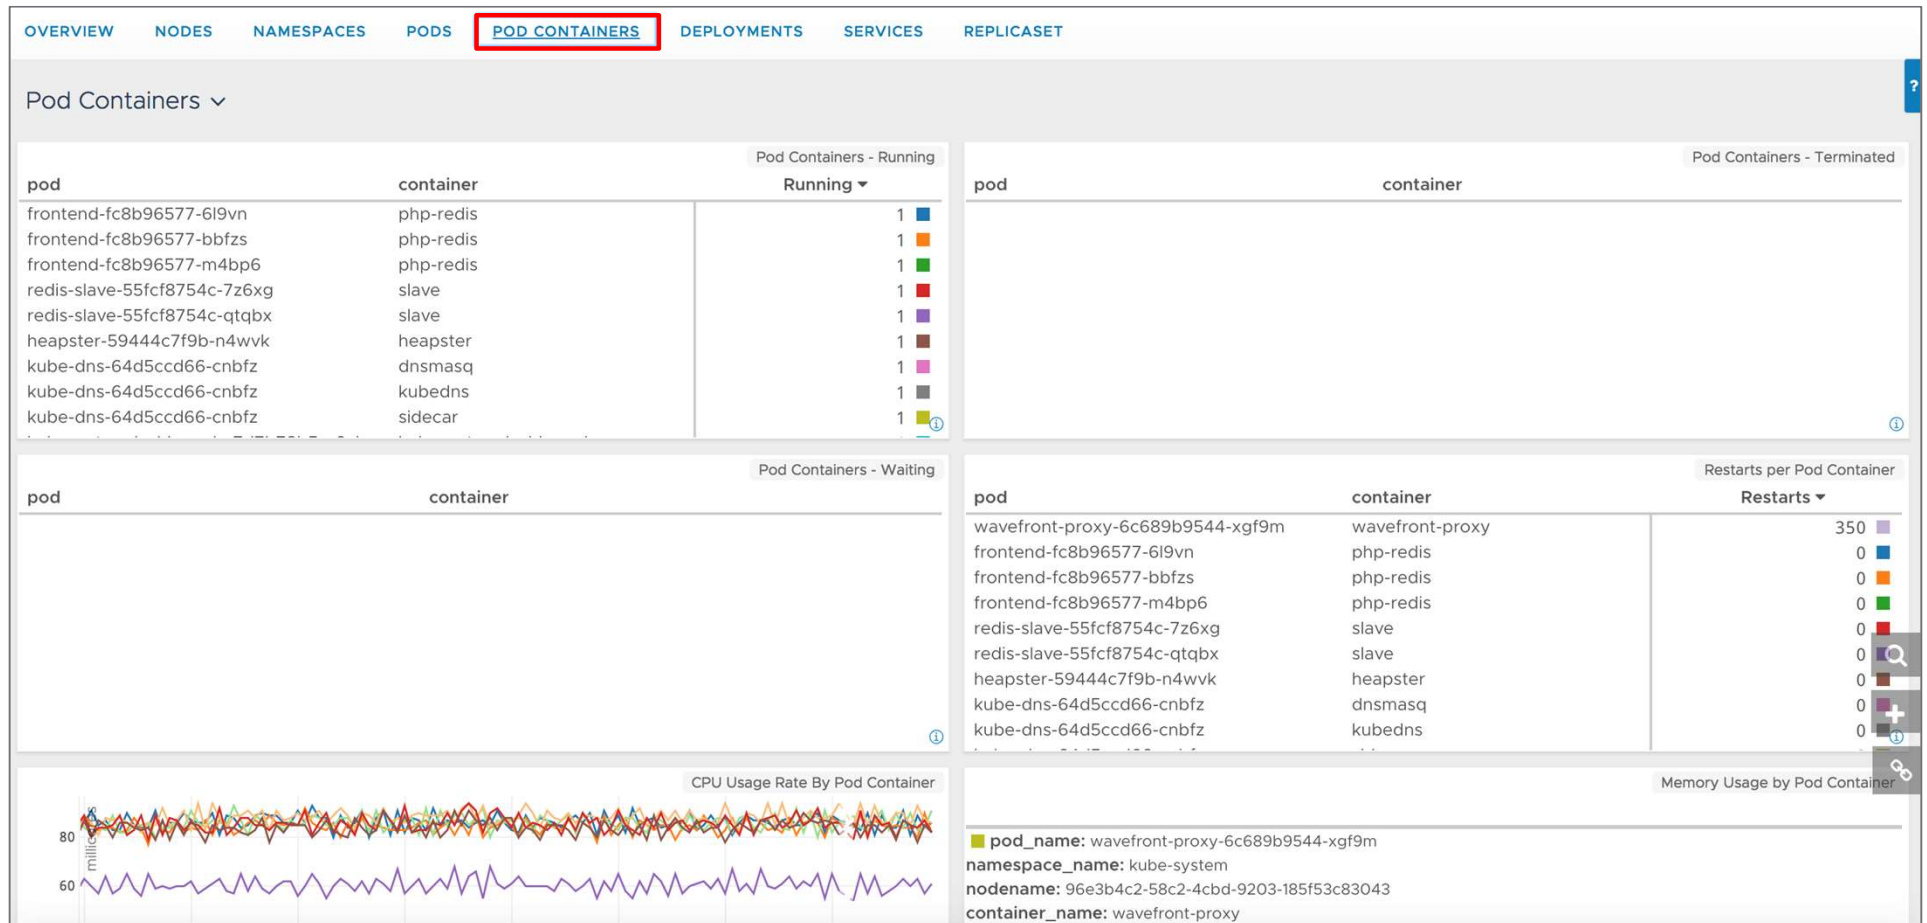 OVERVIEW NODES NAMESPACES PODS POD CONTAINERS DEPLOYMENTS SERVICES REPLICASET
Pod Containers
?
Pod Containers - Running
pod container Running
frontend-fc8b96577-6l9vn php-redis 1
frontend-fc8b96577-bbfzs php-redis 1
frontend-fc8b96577-m4bp6 php-redis 1
redis-slave-55fcf8754c-7z6xg slave 1
redis-slave-55fcf8754c-qtqbx slave 1
heapster-59444c7f9b-n4wvk heapster 1
kube-dns-64d5ccd66-cnbfz dnsmasq 1
kube-dns-64d5ccd66-cnbfz kubedns 1
kube-dns-64d5ccd66-cnbfz sidecar 1
Pod Containers - Terminated
pod container
Pod Containers - Waiting
pod container
Restarts per Pod Container
pod container Restarts
wavefront-proxy-6c689b9544-xgf9m wavefront-proxy 350
frontend-fc8b96577-6l9vn php-redis 0
frontend-fc8b96577-bbfzs php-redis 0
frontend-fc8b96577-m4bp6 php-redis 0
redis-slave-55fcf8754c-7z6xg slave 0
redis-slave-55fcf8754c-qtqbx slave 0
heapster-59444c7f9b-n4wvk heapster 0
kube-dns-64d5ccd66-cnbfz dnsmasq 0
kube-dns-64d5ccd66-cnbfz kubedns 0
CPU Usage Rate By Pod Container
80
60
Memory Usage by Pod Container
pod_name: wavefront-proxy-6c689b9544-xgf9m
namespace_name: kube-system
nodename: 96e3b4c2-58c2-4cbd-9203-185f53c83043
container_name: wavefront-proxy